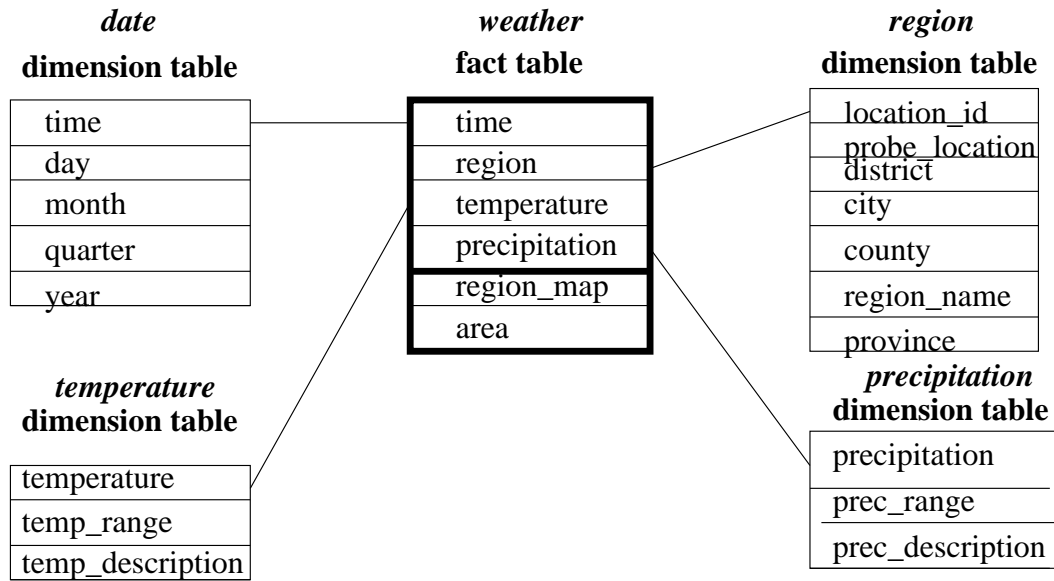 date
dimension table
time
day
month
quarter
year
weather
fact table
time
region
temperature
precipitation
region_map
area
region
dimension table
location_id
probe_location
district
city
county
region_name
province
temperature
dimension table
temperature
temp_range
temp_description
precipitation
dimension table
precipitation
prec_range
prec_description